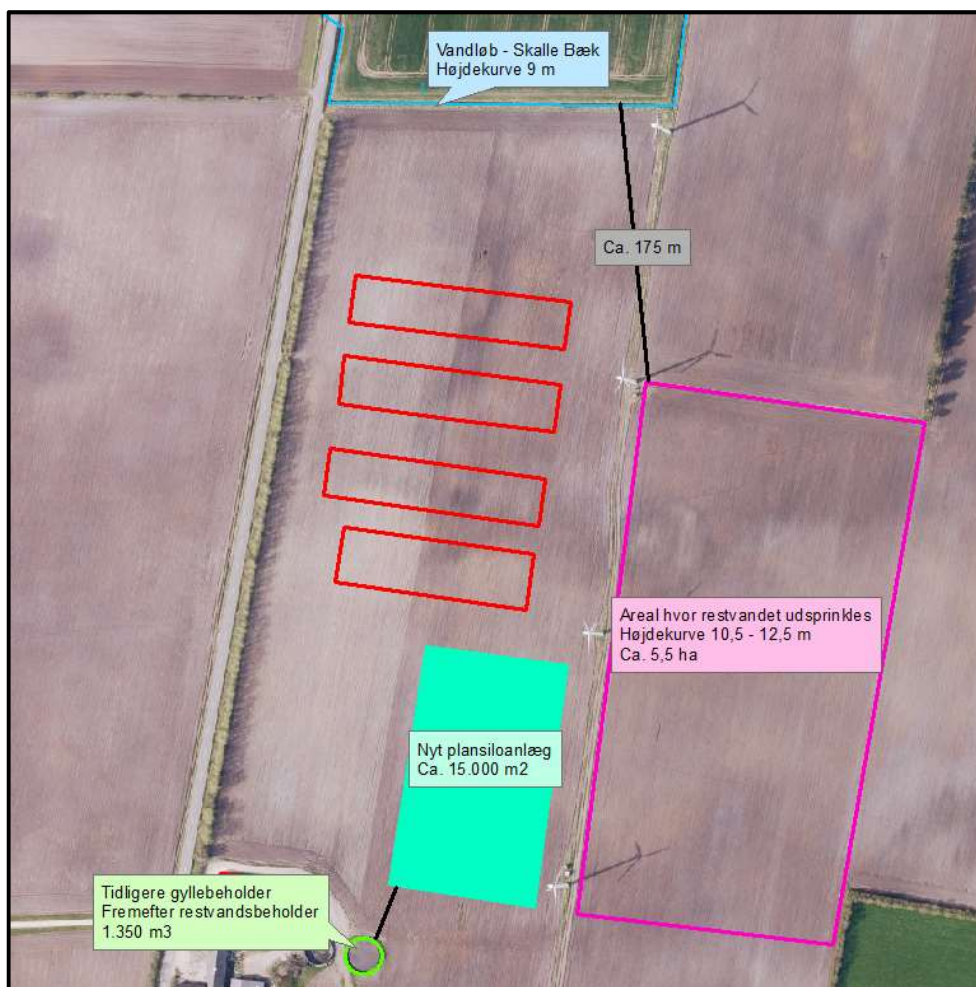 Vandløb - Skalle Bæk
Højdekurve 9 m
Ca. 175 m
Areal hvor restvandet udsprinkles
Højdekurve 10,5 - 12,5 m
Ca. 5,5 ha
Nyt plansiloanlæg
Ca. 15.000 m2
Tidligere gyllebeholder
Fremefter restvandsbeholder
1.350 m3